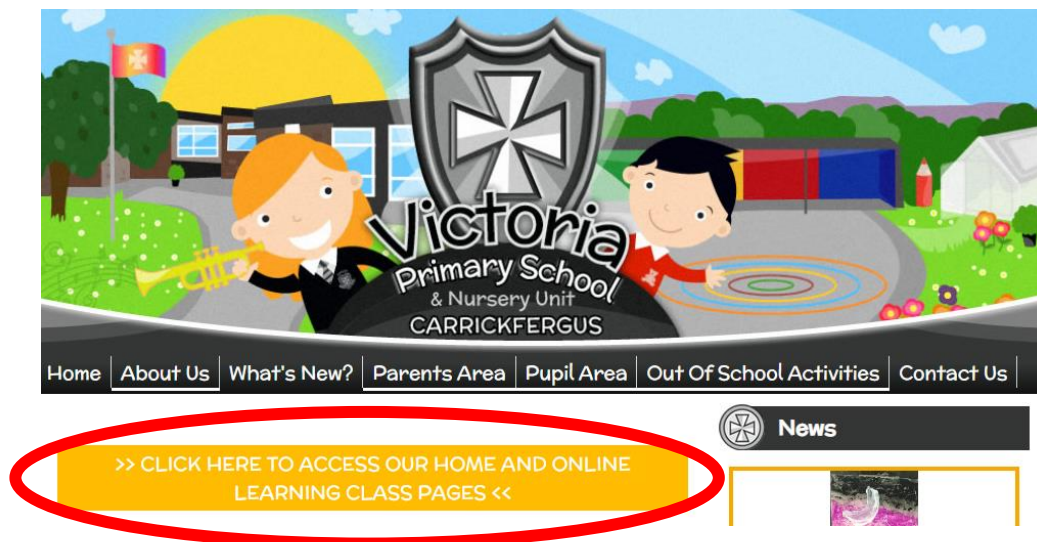 Victoria
Primary School
& Nursery Unit
CARRICKFERGUS
Home About Us What's New? Parents Area Pupil Area Out Of School Activities Contact Us
>> CLICK HERE TO ACCESS OUR HOME AND ONLINE
LEARNING CLASS PAGES <<
News